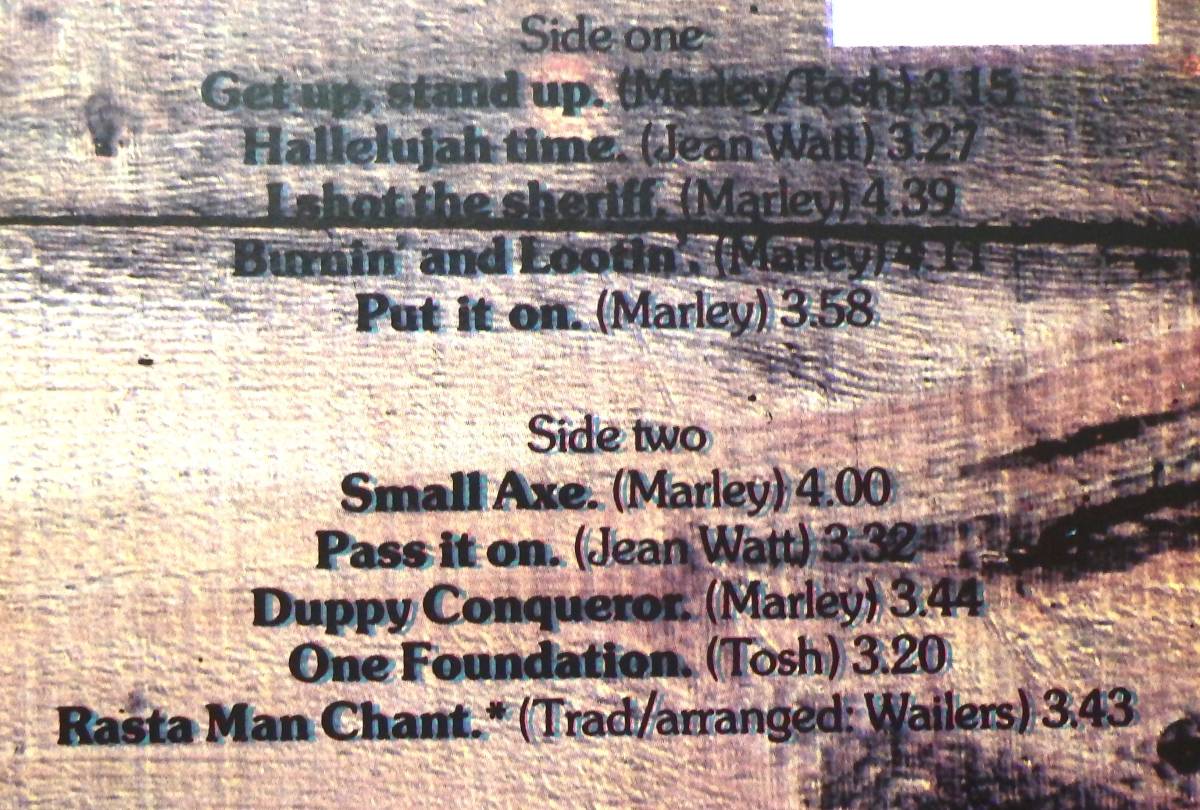 Side one
Get up, stand up. (Marley/Tosh) 3.15
Hallelujah time. (Jean Watt) 3.27
I shot the sheriff. (Marley) 4.39
Burnin' and Lootin'. (Marley) 4.11
Put it on. (Marley) 3.58
Side two
Small Axe. (Marley) 4.00
Pass it on. (Jean Watt) 3.32
Duppy Conqueror. (Marley) 3.44
One Foundation. (Tosh) 3.20
Rasta Man Chant.* (Trad/arranged: Wailers) 3.43